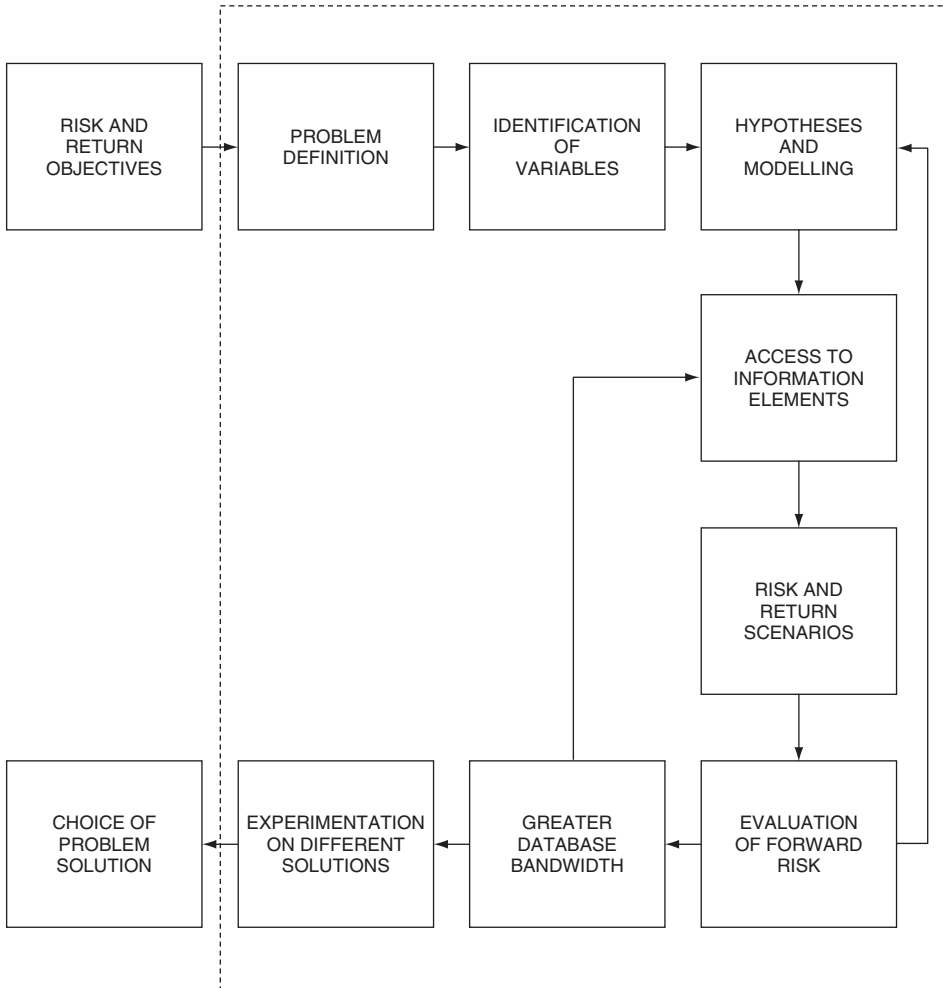 RISK AND
RETURN
OBJECTIVES
PROBLEM
DEFINITION
IDENTIFICATION
OF
VARIABLES
HYPOTHESES
AND
MODELLING
ACCESS TO
INFORMATION
ELEMENTS
RISK AND
RETURN
SCENARIOS
CHOICE OF
PROBLEM
SOLUTION
EXPERIMENTATION
ON DIFFERENT
SOLUTIONS
GREATER
DATABASE
BANDWIDTH
EVALUATION
OF FORWARD
RISK